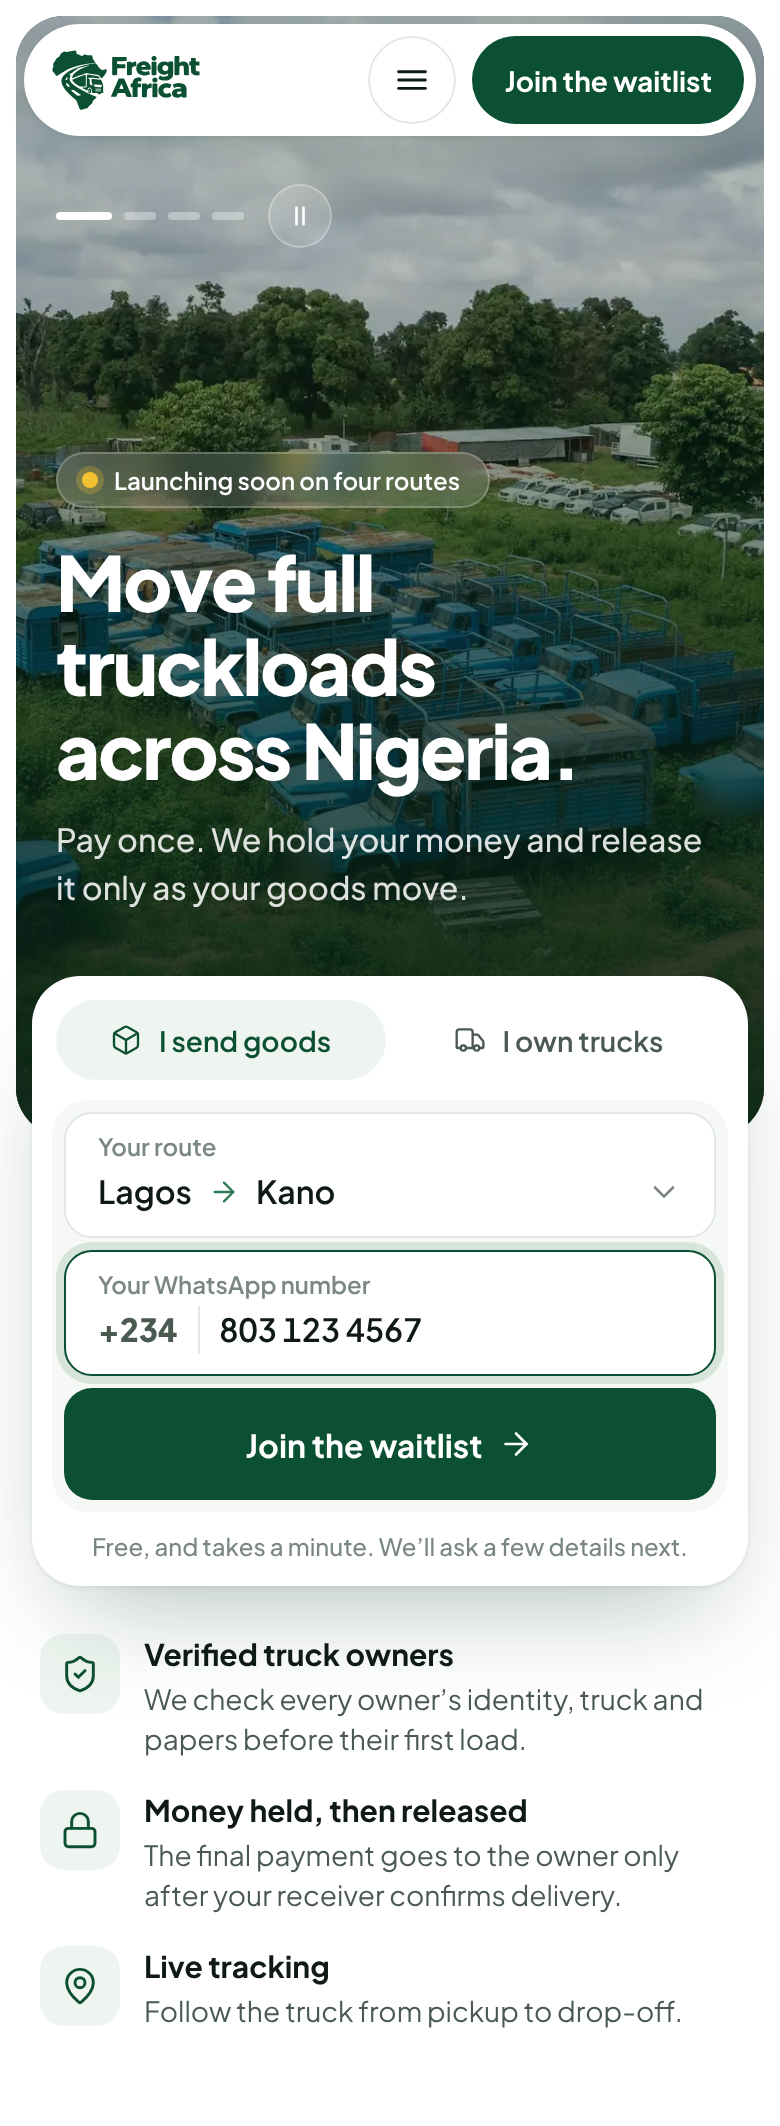 Freight
Africa
Join the waitlist
Launching soon on four routes
Move full
truckloads
across Nigeria.
Pay once. We hold your money and release
it only as your goods move.
I send goods
I own trucks
Your route
Lagos → Kano
Your WhatsApp number
+234 803 123 4567
Join the waitlist →
Free, and takes a minute. We’ll ask a few details next.
Verified truck owners
We check every owner’s identity, truck and
papers before their first load.
Money held, then released
The final payment goes to the owner only
after your receiver confirms delivery.
Live tracking
Follow the truck from pickup to drop-off.